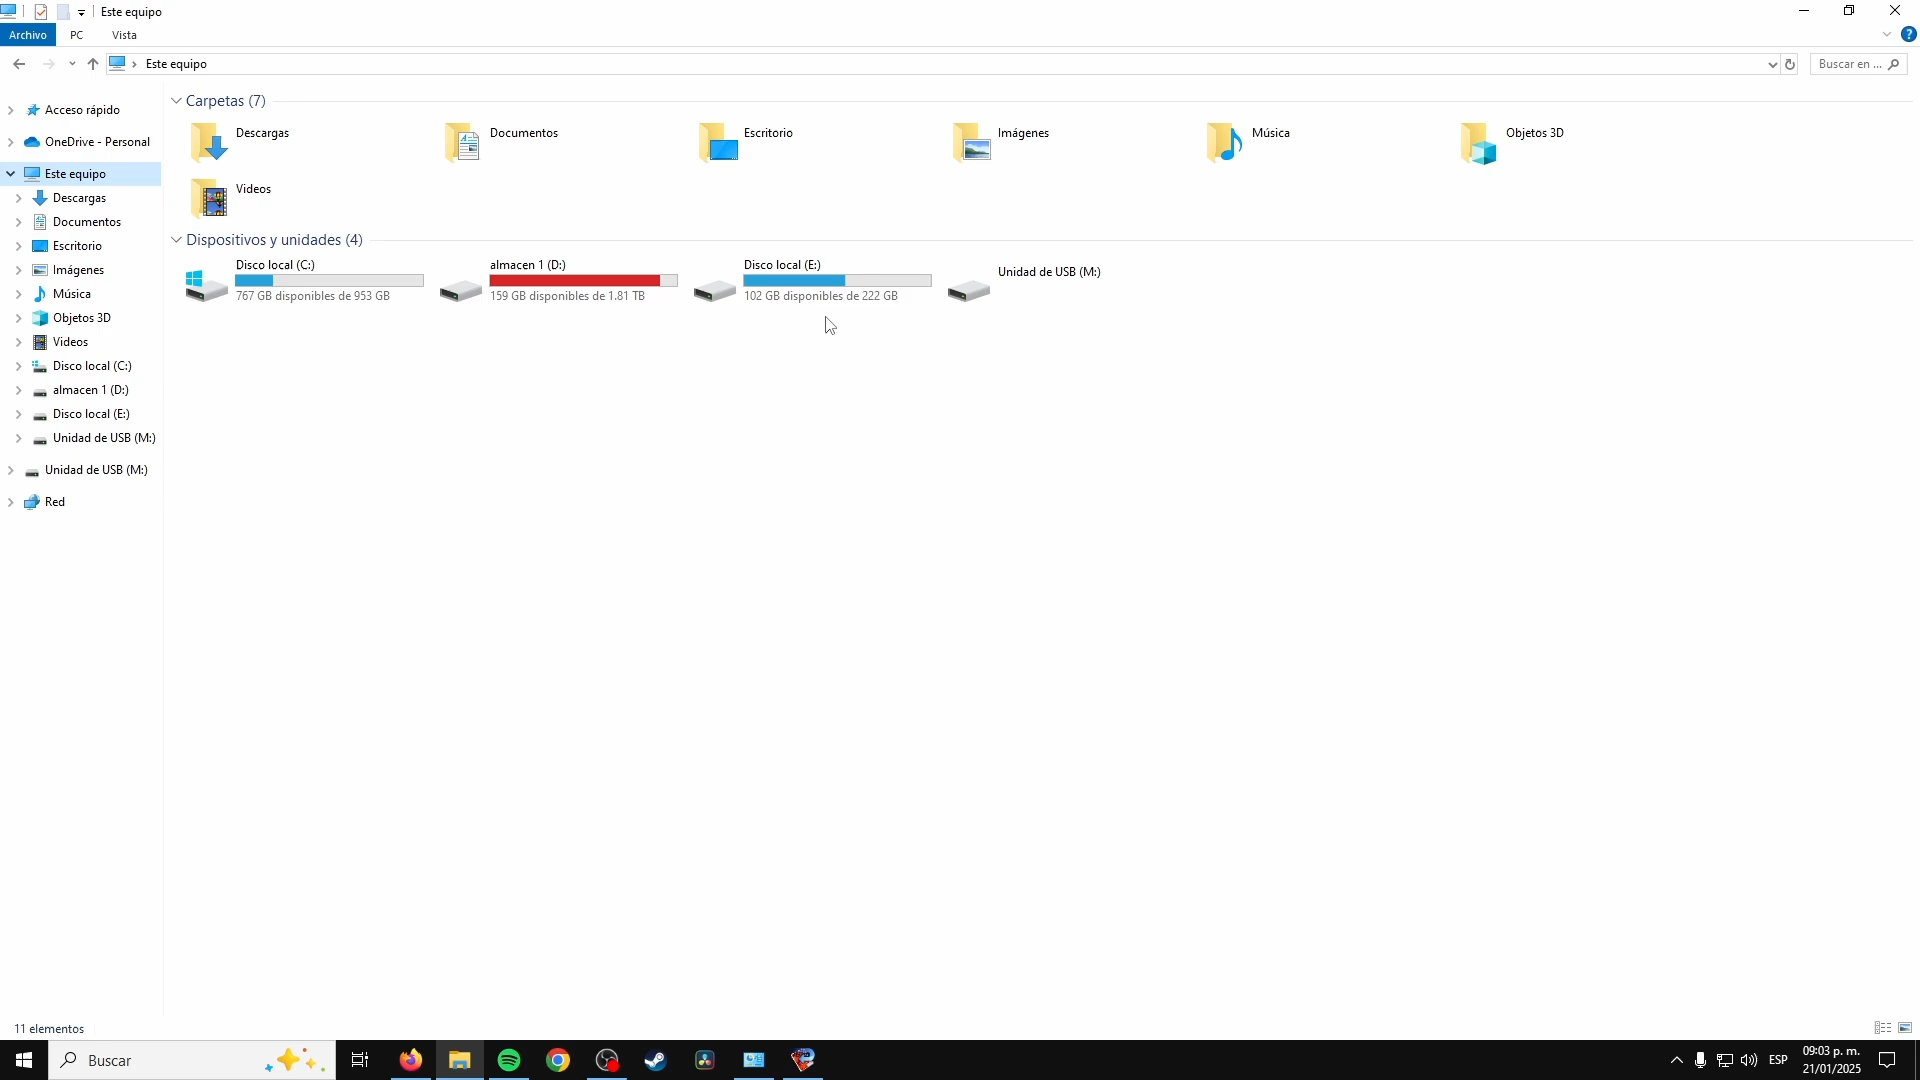 Este equipo
Archivo
PC
Vista
?
Este equipo
Buscar en ...
Acceso rápido
OneDrive - Personal
Este equipo
Descargas
Documentos
Escritorio
Imágenes
Música
Objetos 3D
Videos
Disco local (C:)
almacen 1 (D:)
Disco local (E:)
Unidad de USB (M:)
Unidad de USB (M:)
Red
Carpetas (7)
Descargas
Documentos
Escritorio
Imágenes
Música
Objetos 3D
Videos
Dispositivos y unidades (4)
Disco local (C:)
767 GB disponibles de 953 GB
almacen 1 (D:)
159 GB disponibles de 1.81 TB
Disco local (E:)
102 GB disponibles de 222 GB
Unidad de USB (M:)
11 elementos
Buscar
ESP
09:03 p. m.
21/01/2025